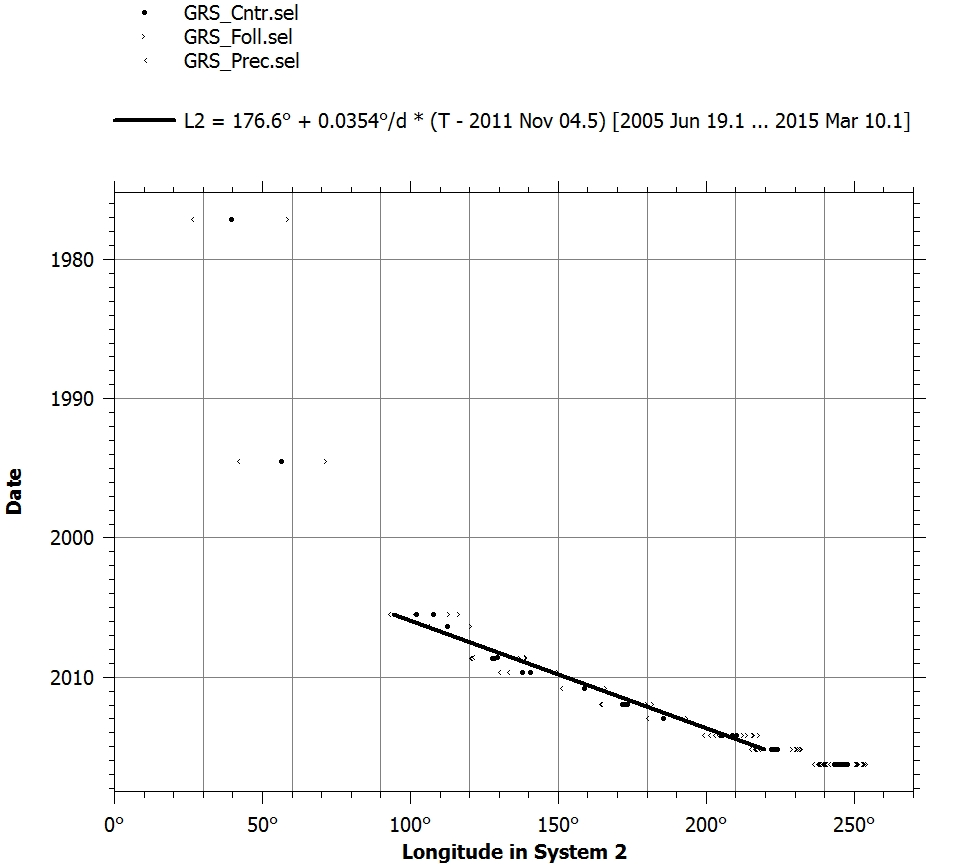 GRS_Cntr.sel
GRS_Foll.sel
GRS_Prec.sel
L2 = 176.6° + 0.0354°/d * (T - 2011 Nov 04.5) [2005 Jun 19.1 ... 2015 Mar 10.1]
1980
1990
2000
2010
Date
0° 50° 100° 150° 200° 250°
Longitude in System 2